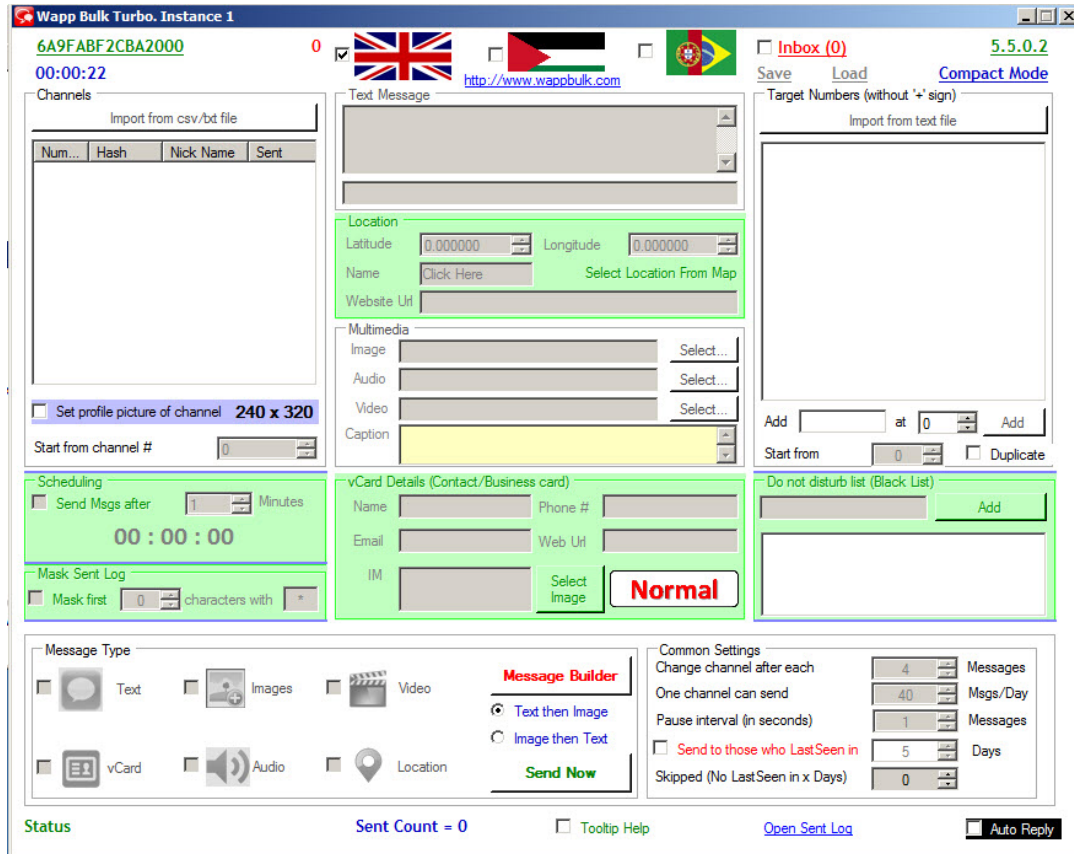 Wapp Bulk Turbo. Instance 1
6A9FABF2CBA2000
0
Inbox (0)
5.5.0.2
00:00:22
http://www.wappbulk.com
Save
Load
Compact Mode
Channels
Import from csv/txt file
Num...
Hash
Nick Name
Sent
Set profile picture of channel 240 x 320
Start from channel #
0
Text Message
Location
Latitude
0.000000
Longitude
0.000000
Name
Click Here
Select Location From Map
Website Url
Multimedia
Image
Select...
Audio
Select...
Video
Select...
Caption
Target Numbers (without '+' sign)
Import from text file
Add
at
0
Add
Start from
0
Duplicate
Scheduling
Send Msgs after
1
Minutes
00 : 00 : 00
Mask Sent Log
Mask first
0
characters with
*
vCard Details (Contact/Business card)
Name
Phone #
Email
Web Url
IM
Select
Image
Normal
Do not disturb list (Black List)
Add
Message Type
Text
Images
Video
vCard
Audio
Location
Message Builder
Text then Image
Image then Text
Send Now
Common Settings
Change channel after each
4
Messages
One channel can send
40
Msgs/Day
Pause interval (in seconds)
1
Messages
Send to those who LastSeen in
5
Days
Skipped (No LastSeen in x Days)
0
Status
Sent Count = 0
Tooltip Help
Open Sent Log
Auto Reply